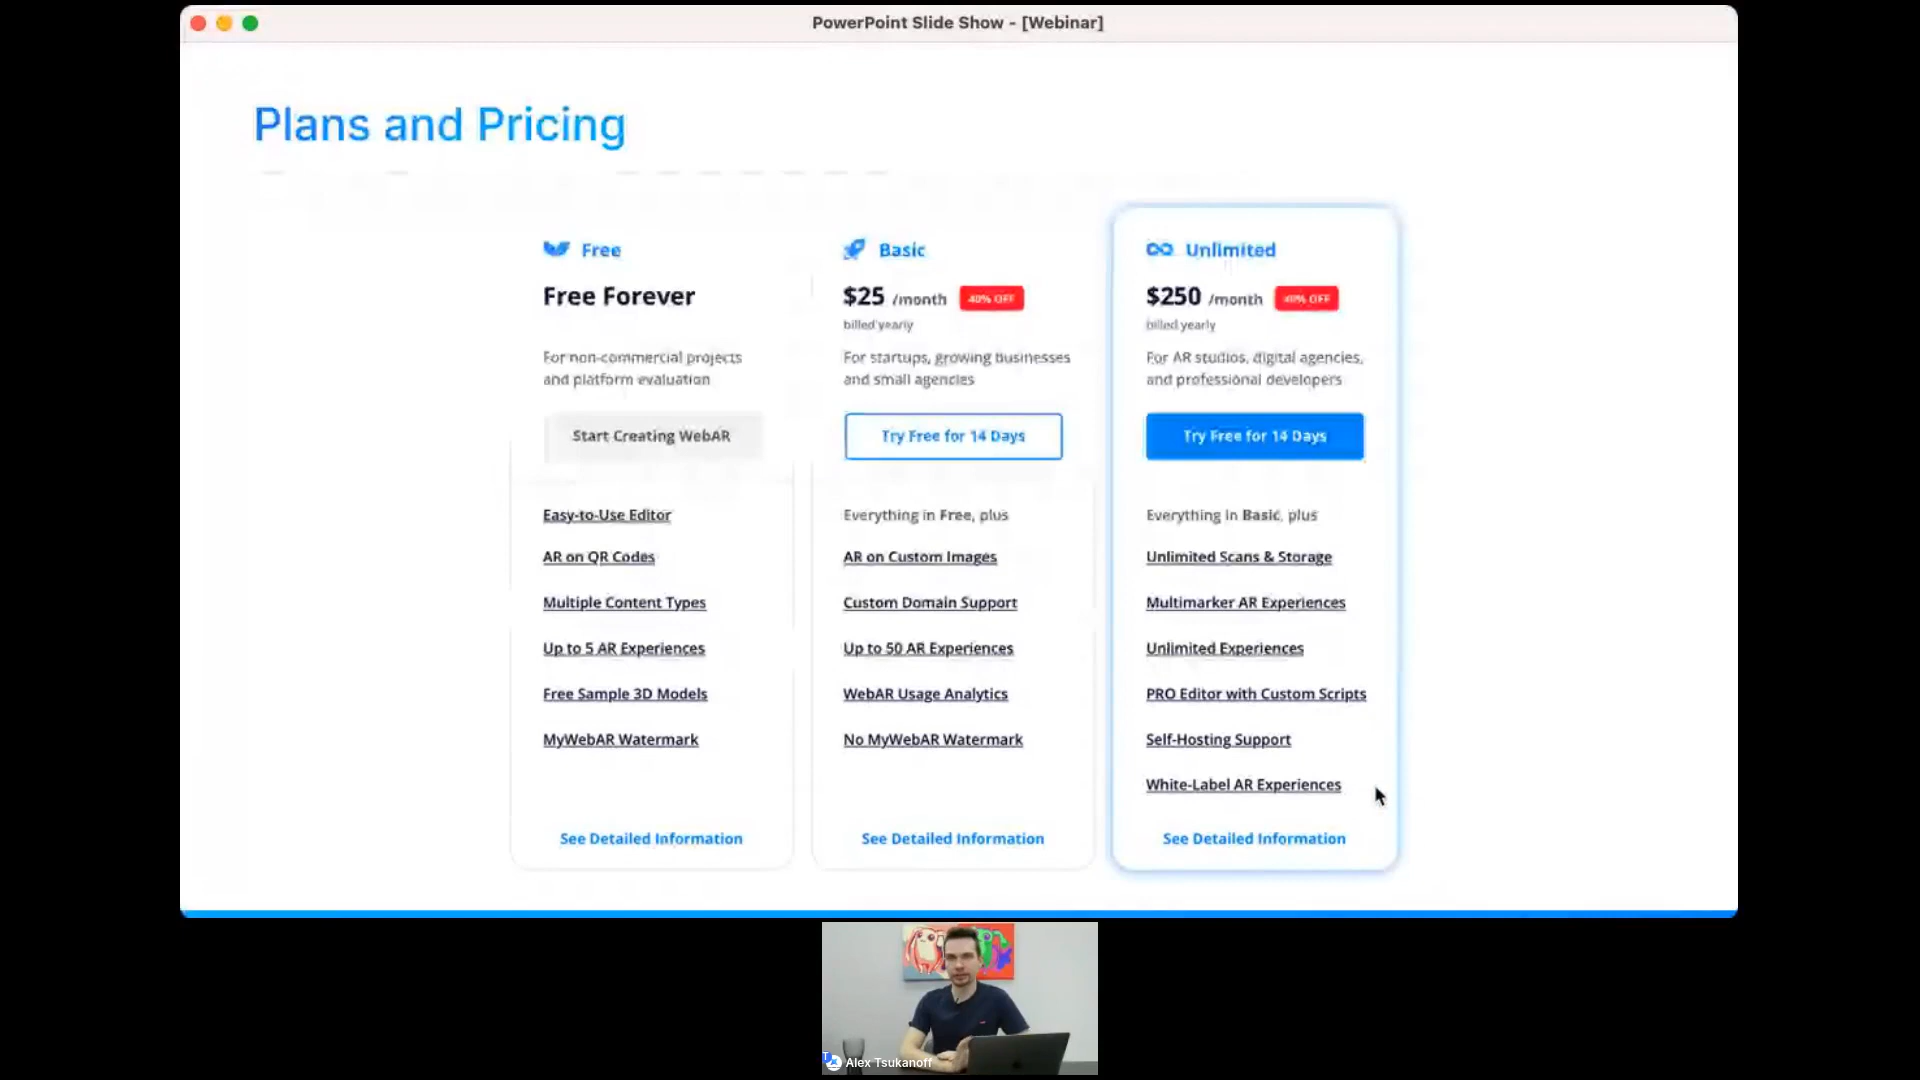 PowerPoint Slide Show - [Webinar]
Plans and Pricing
Free
Free Forever
For non-commercial projects
and platform evaluation
Start Creating WebAR
Easy-to-Use Editor
AR on QR Codes
Multiple Content Types
Up to 5 AR Experiences
Free Sample 3D Models
MyWebAR Watermark
See Detailed Information
Basic
$25 /month 40% OFF
billed yearly
For startups, growing businesses
and small agencies
Try Free for 14 Days
Everything in Free, plus
AR on Custom Images
Custom Domain Support
Up to 50 AR Experiences
WebAR Usage Analytics
No MyWebAR Watermark
See Detailed Information
Unlimited
$250 /month OFF
billed yearly
For AR studios, digital agencies,
and professional developers
Try Free for 14 Days
Everything in Basic, plus
Unlimited Scans & Storage
Multimarker AR Experiences
Unlimited Experiences
PRO Editor with Custom Scripts
Self-Hosting Support
White-Label AR Experiences
See Detailed Information
Alex Tsukanoff